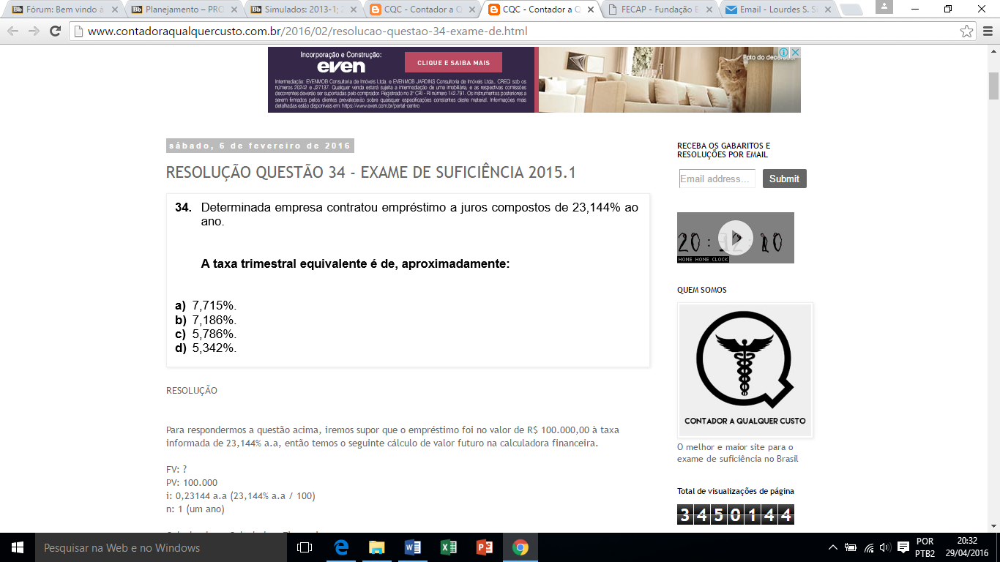 Fórum: Bem vindo à
Planejamento – PRO
Simulados: 2013-1; 2
CQC - Contador a Q
CQC - Contador a Q
FECAP - Fundação E
Email - Lourdes S. Si
www.contadoraqualquercusto.com.br/2016/02/resolucao-questao-34-exame-de.html
Incorporação e Construção:
even
CLIQUE E SAIBA MAIS
Foto do decorado.
Intermediação: EVENMOB Consultoria de Imóveis Ltda. e EVENMOB JARDINS Consultoria de Imóveis Ltda., CRECI sob os
números 20242 e J27137. Qualquer venda estará sujeita a intermediação de uma imobiliária, e as respectivas comissões
decorrentes deverão ser suportadas pelo comprador. Registrado no 3º CRI - RI número 142.791. Os instrumentos posteriores a
serem firmados pelos clientes prevalecerão sobre quaisquer especificações constantes deste material. Informações mais
detalhadas estão disponíveis em: https://www.even.com.br/portal-centro
sábado, 6 de fevereiro de 2016
RESOLUÇÃO QUESTÃO 34 - EXAME DE SUFICIÊNCIA 2015.1
34. Determinada empresa contratou empréstimo a juros compostos de 23,144% ao
ano.
A taxa trimestral equivalente é de, aproximadamente:
a) 7,715%.
b) 7,186%.
c) 5,786%.
d) 5,342%.
RESOLUÇÃO
Para respondermos a questão acima, iremos supor que o empréstimo foi no valor de R$ 100.000,00 à taxa
informada de 23,144% a.a, então temos o seguinte cálculo de valor futuro na calculadora financeira.
FV: ?
PV: 100.000
i: 0,23144 a.a (23,144% a.a / 100)
n: 1 (um ano)
RECEBA OS GABARITOS E
RESOLUÇÕES POR EMAIL
Email address...
Submit
HONE HONE CLOCK
QUEM SOMOS
CONTADOR A QUALQUER CUSTO
O melhor e maior site para o
exame de suficiência no Brasil
Total de visualizações de página
3450144
Pesquisar na Web e no Windows
POR
PTB2
20:32
29/04/2016